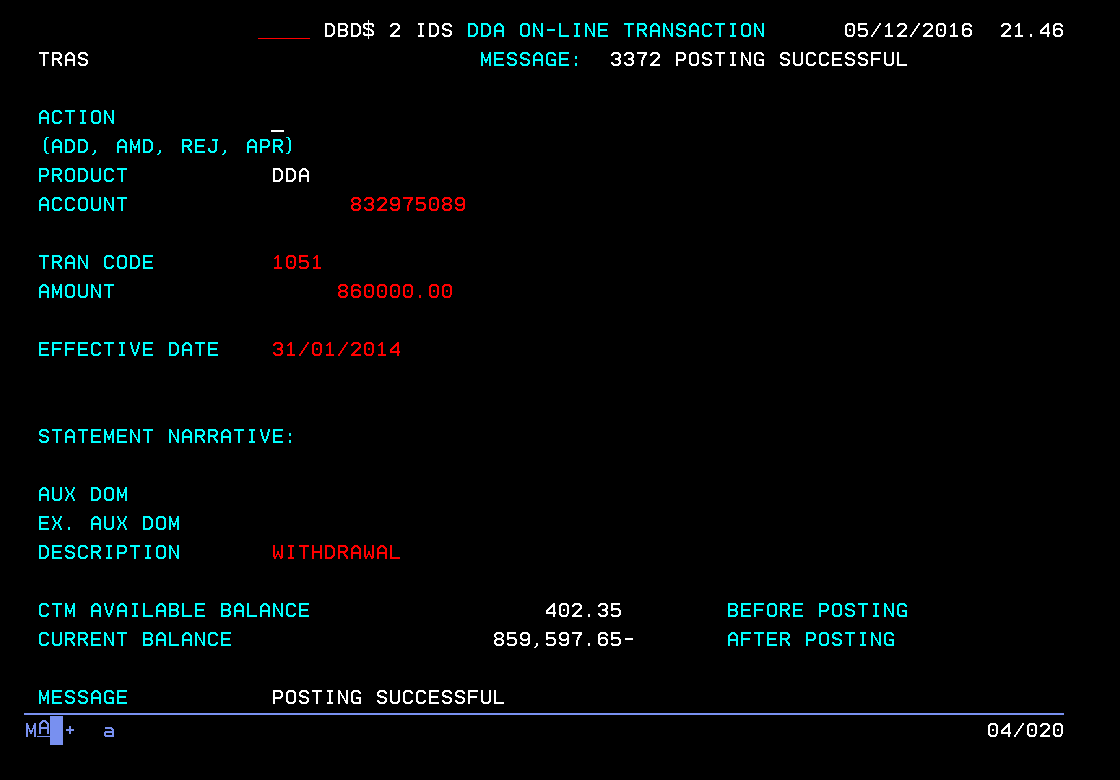 ____ DBD$ 2 IDS DDA ON-LINE TRANSACTION 05/12/2016 21.46
TRAS MESSAGE: 3372 POSTING SUCCESSFUL
ACTION _
(ADD, AMD, REJ, APR)
PRODUCT DDA
ACCOUNT 832975089
TRAN CODE 1051
AMOUNT 860000.00
EFFECTIVE DATE 31/01/2014
STATEMENT NARRATIVE:
AUX DOM
EX. AUX DOM
DESCRIPTION WITHDRAWAL
CTM AVAILABLE BALANCE 402.35 BEFORE POSTING
CURRENT BALANCE 859,597.65- AFTER POSTING
MESSAGE POSTING SUCCESSFUL
MA + a 04/020